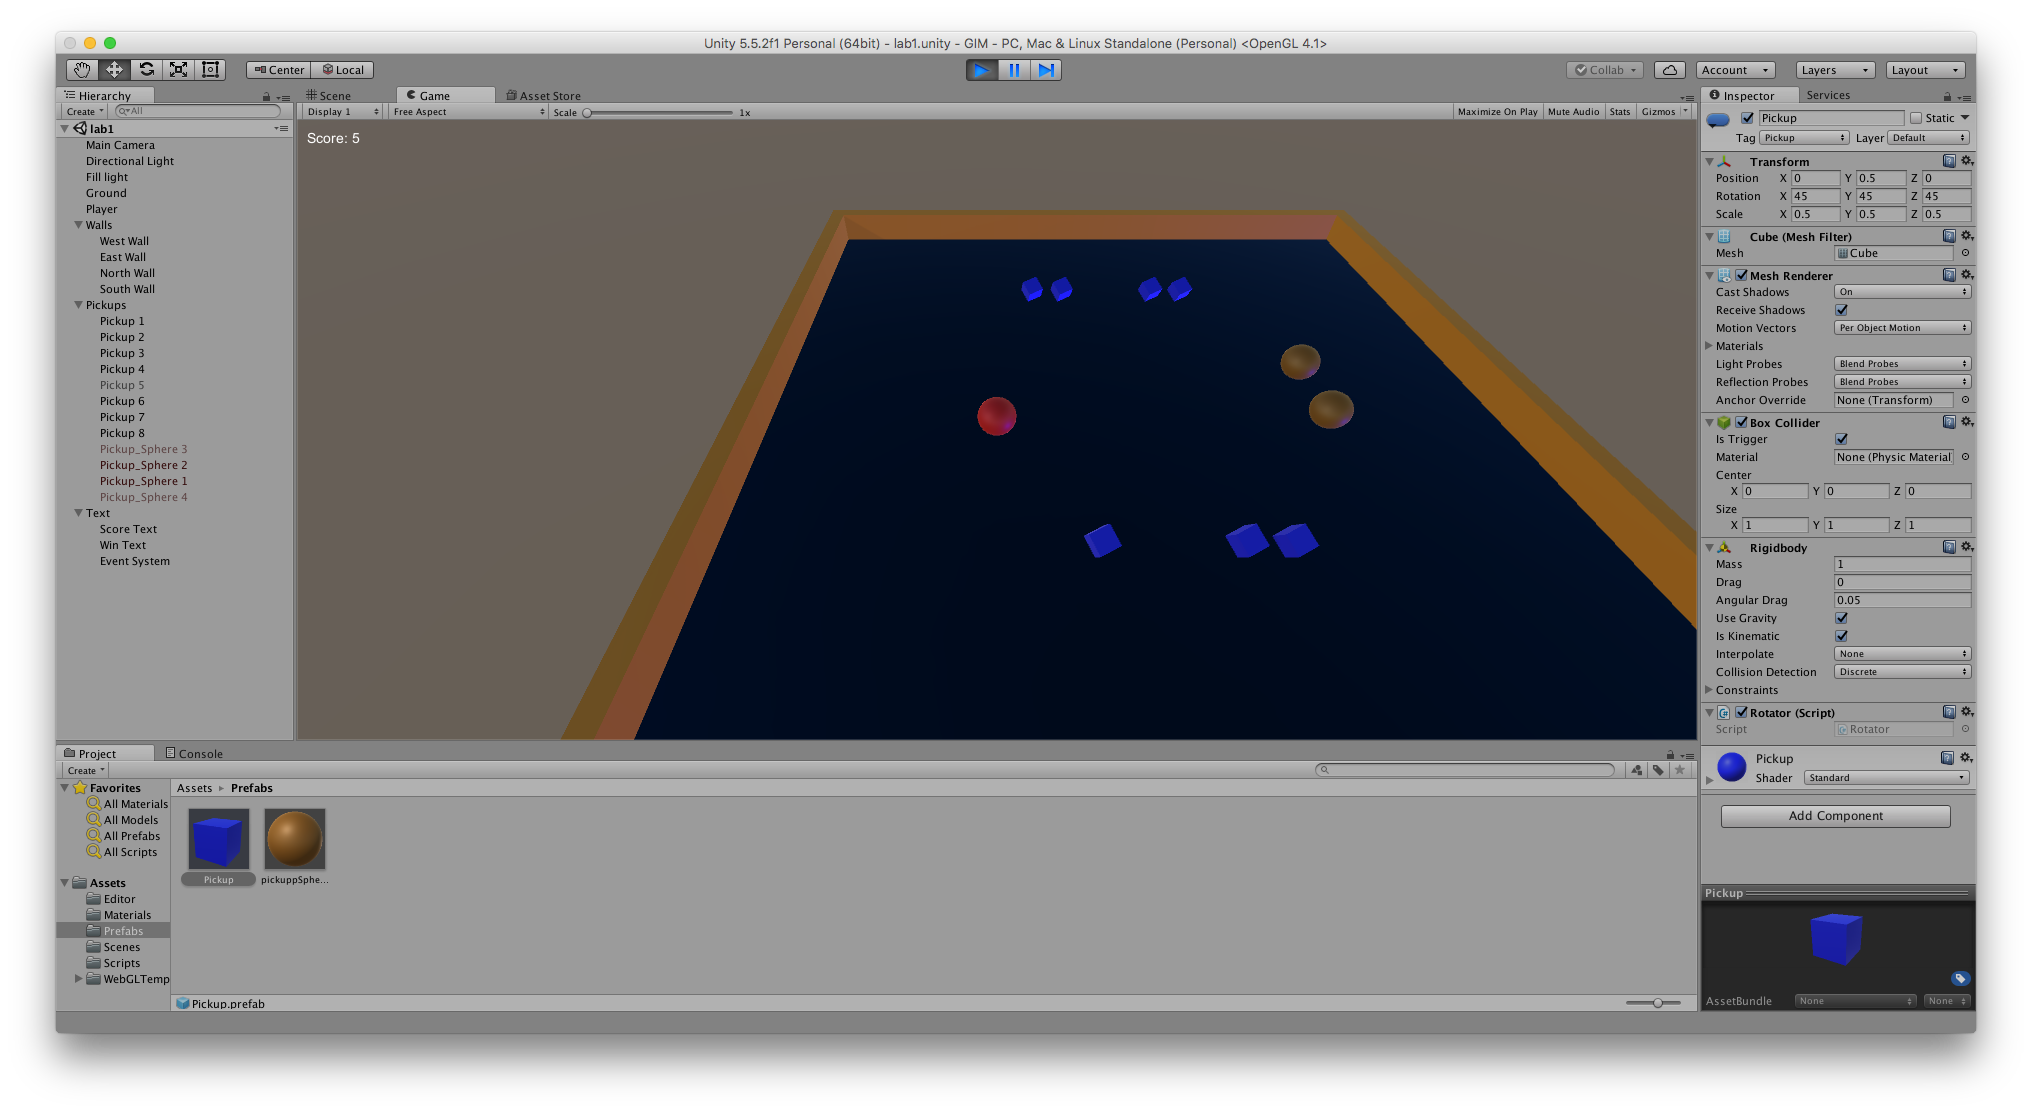 Unity 5.5.2f1 Personal (64bit) - lab1.unity - GIM - PC, Mac & Linux Standalone (Personal) <OpenGL 4.1>
Center Local Collab Account Layers Layout
Hierarchy
Create All
lab1
Main Camera
Directional Light
Fill light
Ground
Player
Walls
West Wall
East Wall
North Wall
South Wall
Pickups
Pickup 1
Pickup 2
Pickup 3
Pickup 4
Pickup 5
Pickup 6
Pickup 7
Pickup 8
Pickup_Sphere 3
Pickup_Sphere 2
Pickup_Sphere 1
Pickup_Sphere 4
Text
Score Text
Win Text
Event System
Scene Game Asset Store
Display 1 Free Aspect Scale 1x Maximize On Play Mute Audio Stats Gizmos
Score: 5
Inspector Services
Pickup Static
Tag Pickup Layer Default
Transform
Position X 0 Y 0.5 Z 0
Rotation X 45 Y 45 Z 45
Scale X 0.5 Y 0.5 Z 0.5
Cube (Mesh Filter)
Mesh Cube
Mesh Renderer
Cast Shadows On
Receive Shadows
Motion Vectors Per Object Motion
Materials
Light Probes Blend Probes
Reflection Probes Blend Probes
Anchor Override None (Transform)
Box Collider
Is Trigger
Material None (Physic Material)
Center
X 0 Y 0 Z 0
Size
X 1 Y 1 Z 1
Rigidbody
Mass 1
Drag 0
Angular Drag 0.05
Use Gravity
Is Kinematic
Interpolate None
Collision Detection Discrete
Constraints
Rotator (Script)
Script Rotator
Pickup
Shader Standard
Add Component
Pickup
AssetBundle None None
Project Console
Create
Favorites
All Materials
All Models
All Prefabs
All Scripts
Assets
Editor
Materials
Prefabs
Scenes
Scripts
WebGLTemp
Assets Prefabs
Pickup pickuppSphe...
Pickup.prefab